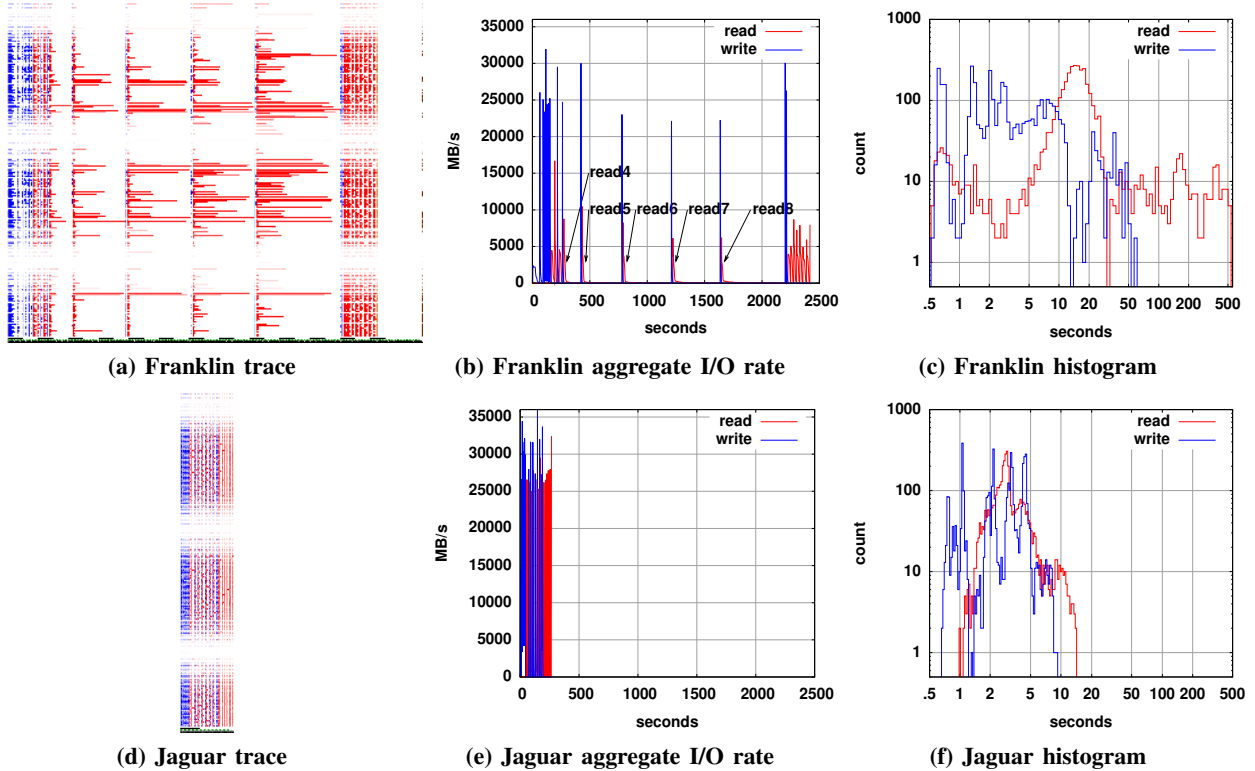 35000
30000
25000
20000
15000
10000
5000
0
MB/s
read
write
read4
read5 read6 read7 read8
0 500 1000 1500 2000 2500
seconds
1000
100
10
1
count
read
write
.5 1 2 5 10 20 50 100 200 500
seconds
(a) Franklin trace
(b) Franklin aggregate I/O rate
(c) Franklin histogram
35000
30000
25000
20000
15000
10000
5000
0
MB/s
read
write
0 500 1000 1500 2000 2500
seconds
1000
100
10
1
count
read
write
.5 1 2 5 10 20 50 100 200 500
seconds
(d) Jaguar trace
(e) Jaguar aggregate I/O rate
(f) Jaguar histogram